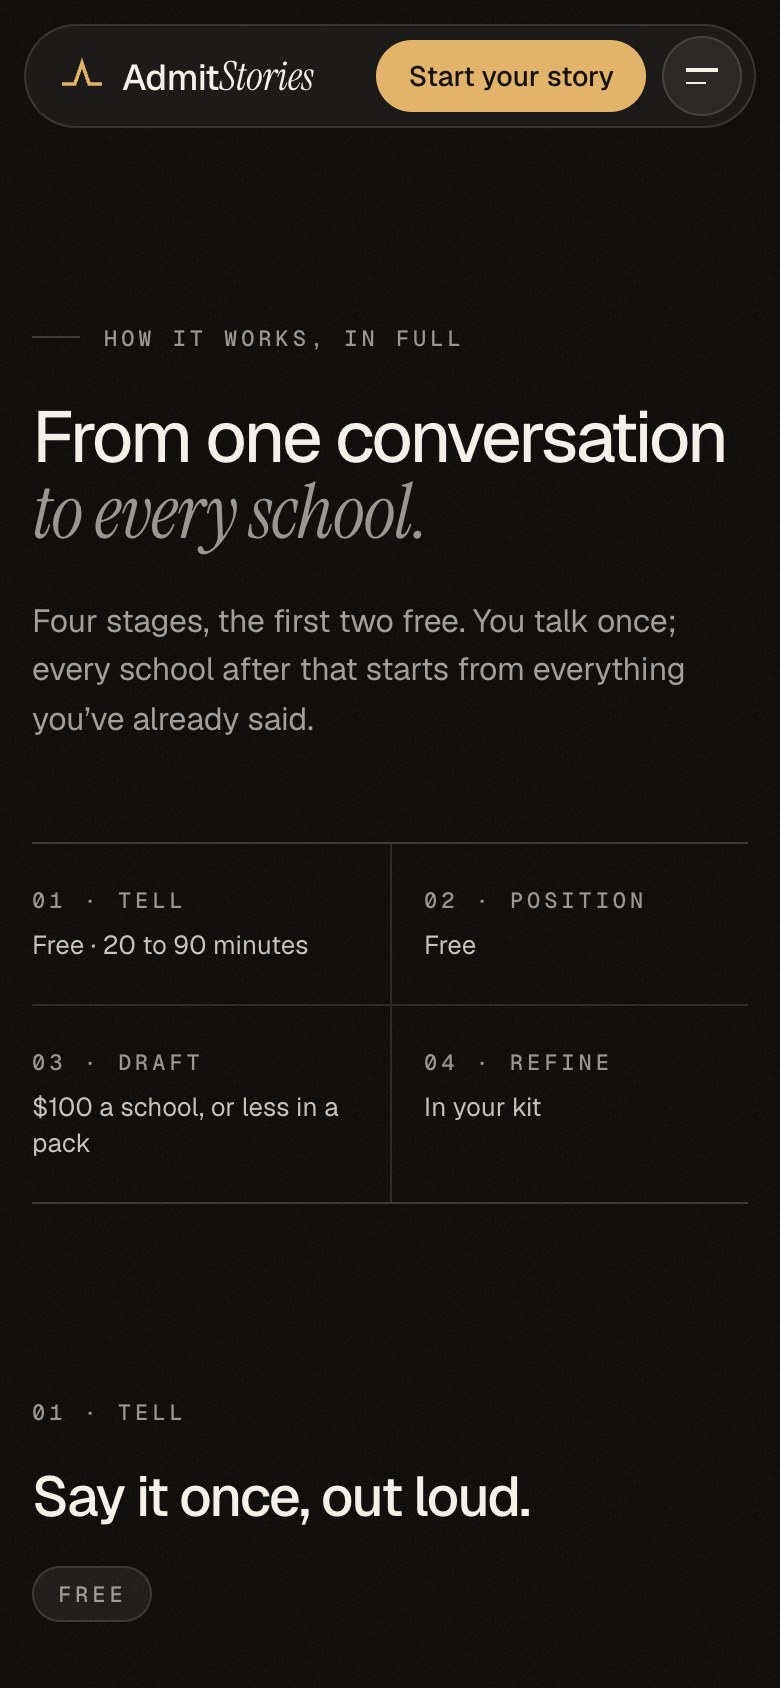 AdmitStories
Start your story
HOW IT WORKS, IN FULL
From one conversation
to every school.
Four stages, the first two free. You talk once;
every school after that starts from everything
you’ve already said.
01 · TELL
Free · 20 to 90 minutes
02 · POSITION
Free
03 · DRAFT
$100 a school, or less in a
pack
04 · REFINE
In your kit
01 · TELL
Say it once, out loud.
FREE